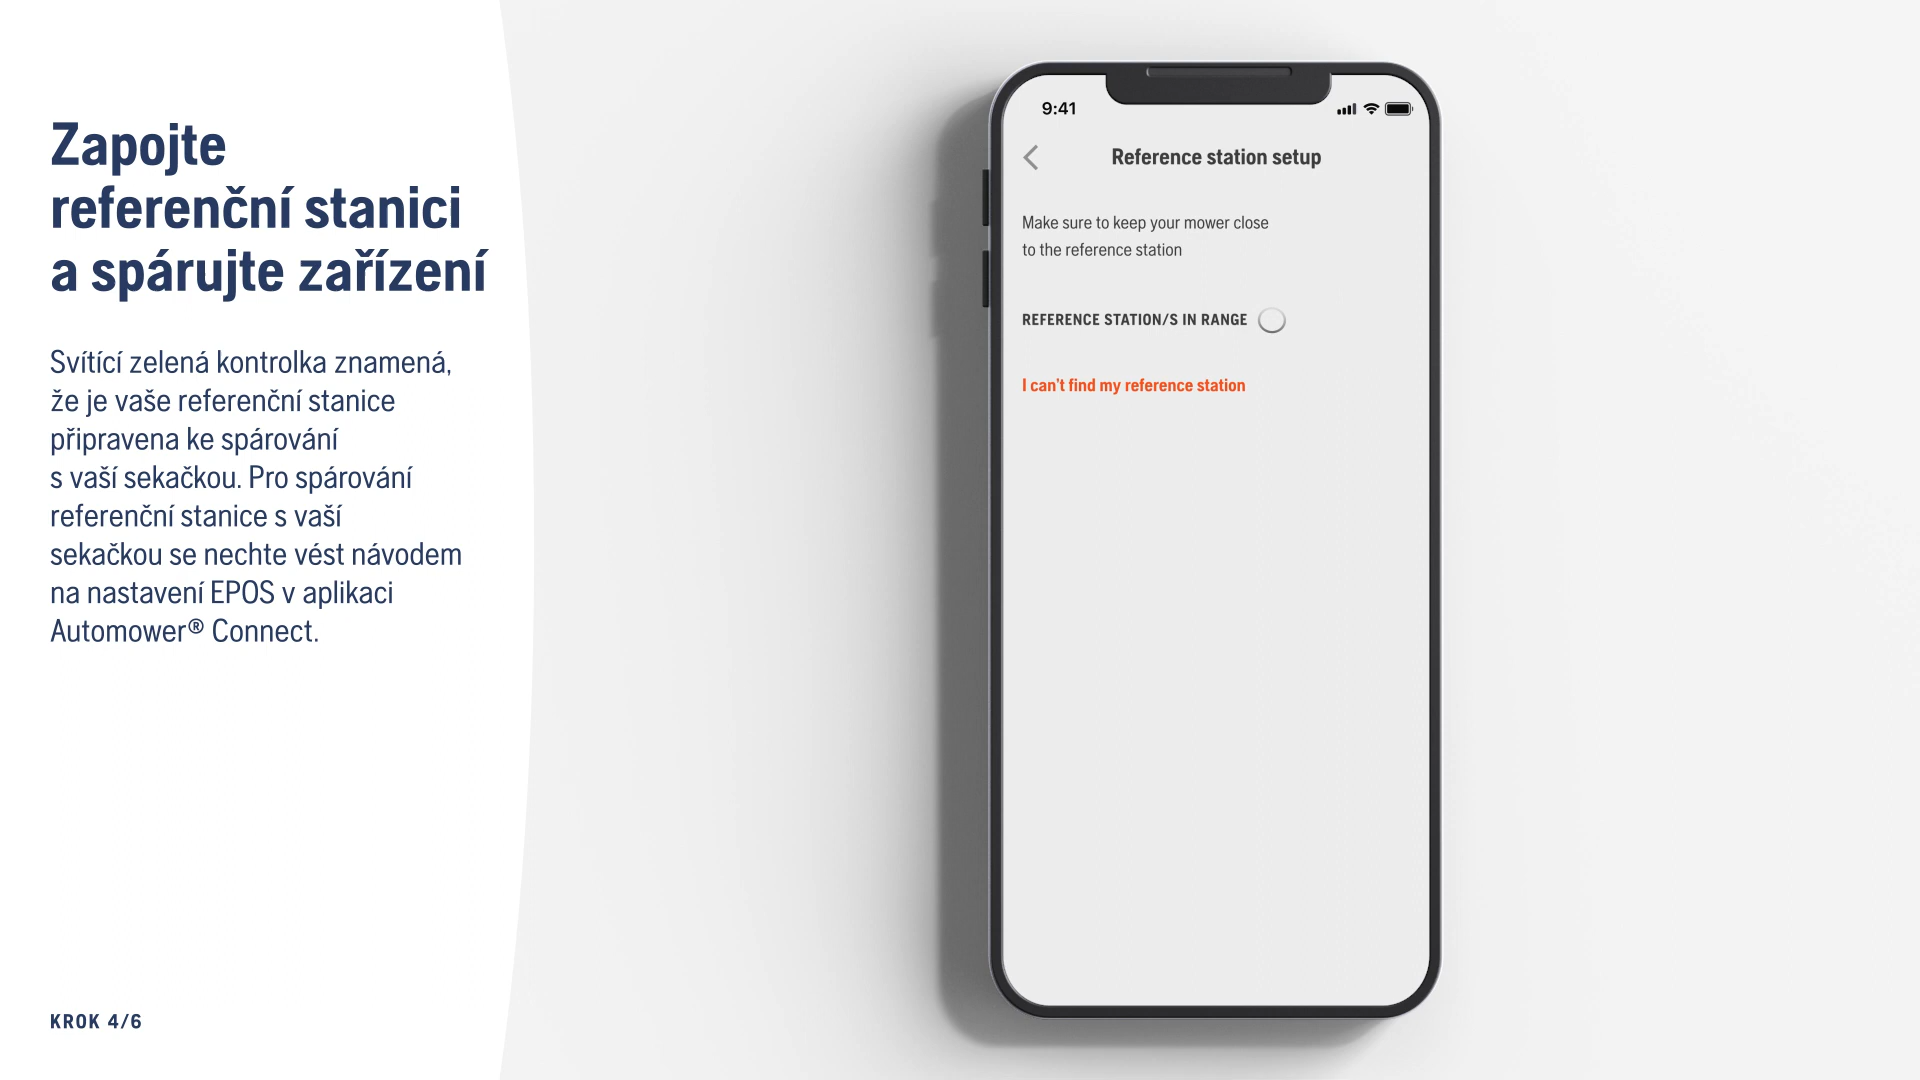 Zapojte
referenční stanici
a spárujte zařízení
Svítící zelená kontrolka znamená,
že je vaše referenční stanice
připravena ke spárování
s vaší sekačkou. Pro spárování
referenční stanice s vaší
sekačkou se nechte vést návodem
na nastavení EPOS v aplikaci
Automower® Connect.
KROK 4/6
9:41
Reference station setup
Make sure to keep your mower close
to the reference station
REFERENCE STATION/S IN RANGE
I can't find my reference station